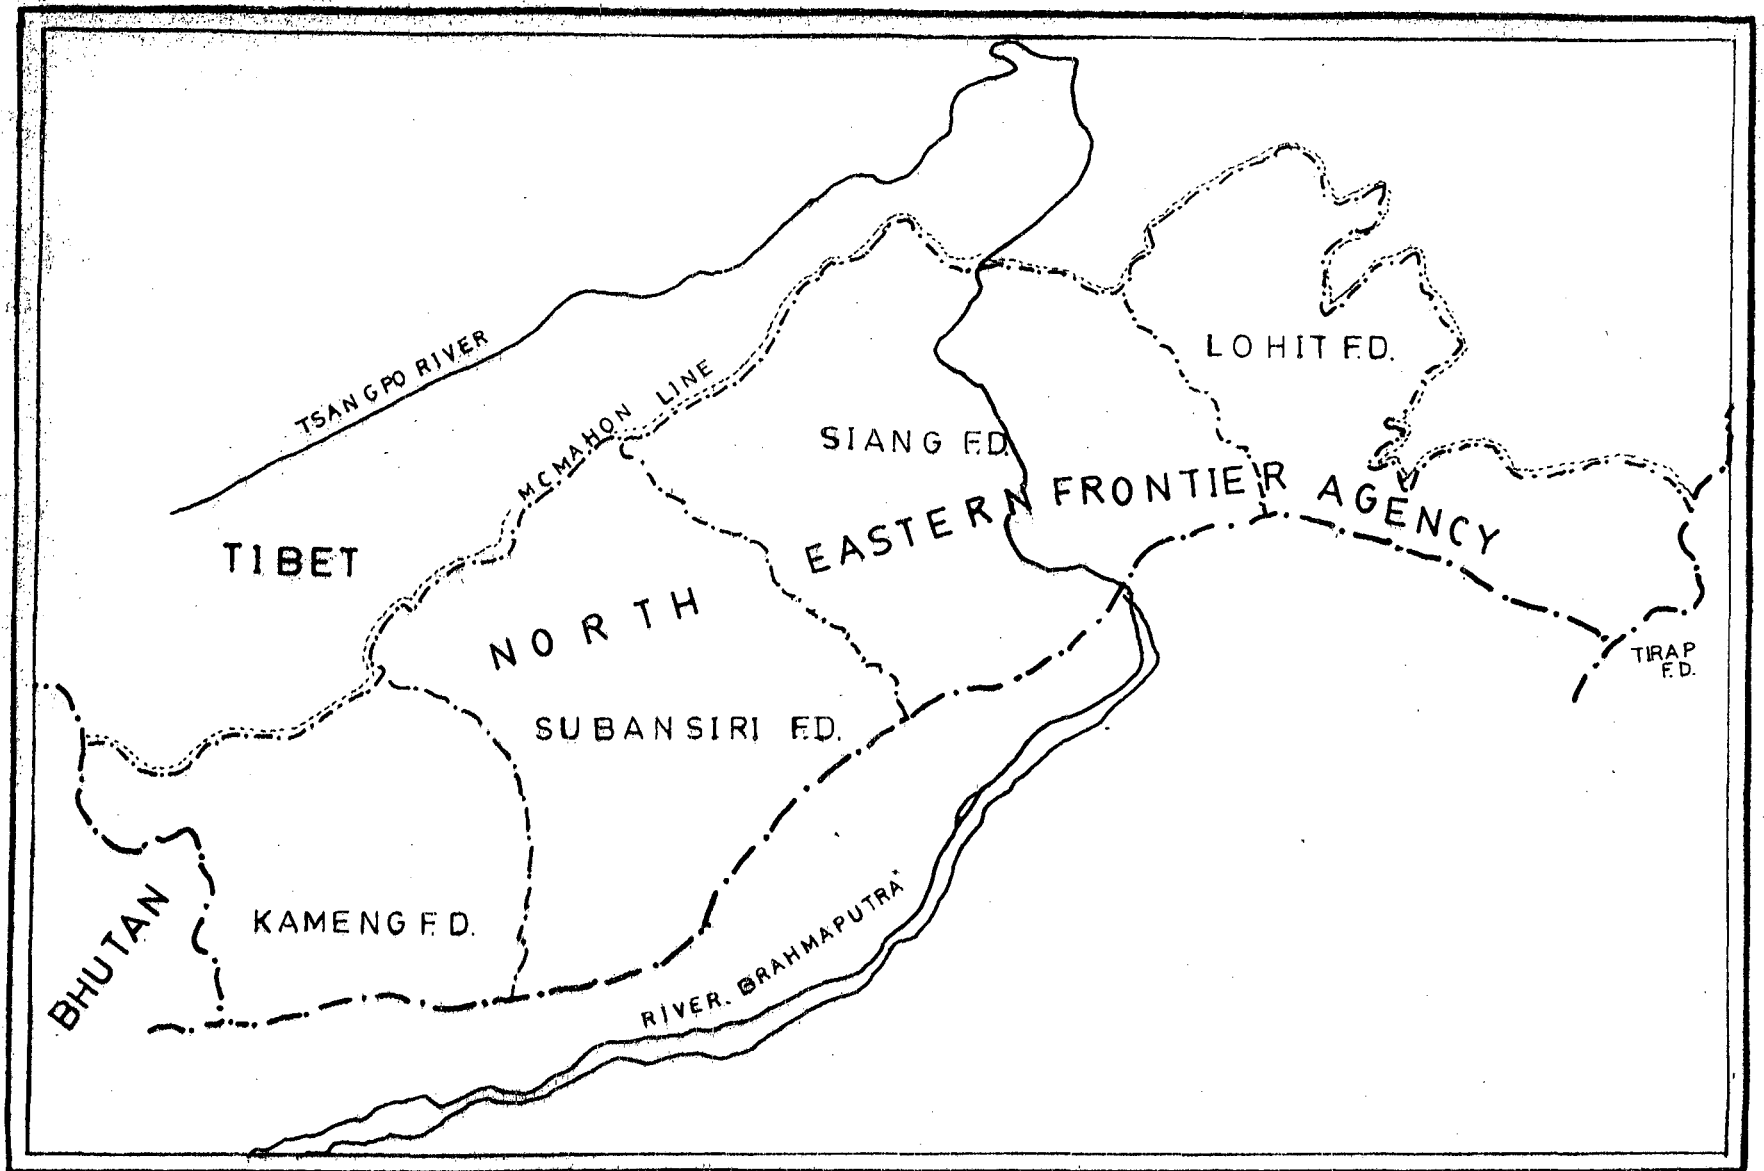 TSANGPO RIVER
MCMAHON LINE
LOHIT F.D.
SIANG F.D.
TIBET
NORTH EASTERN FRONTIER AGENCY
TIRAP
F.D.
SUBANSIRI F.D.
KAMENG F.D.
BHUTAN
RIVER. BRAHMAPUTRA